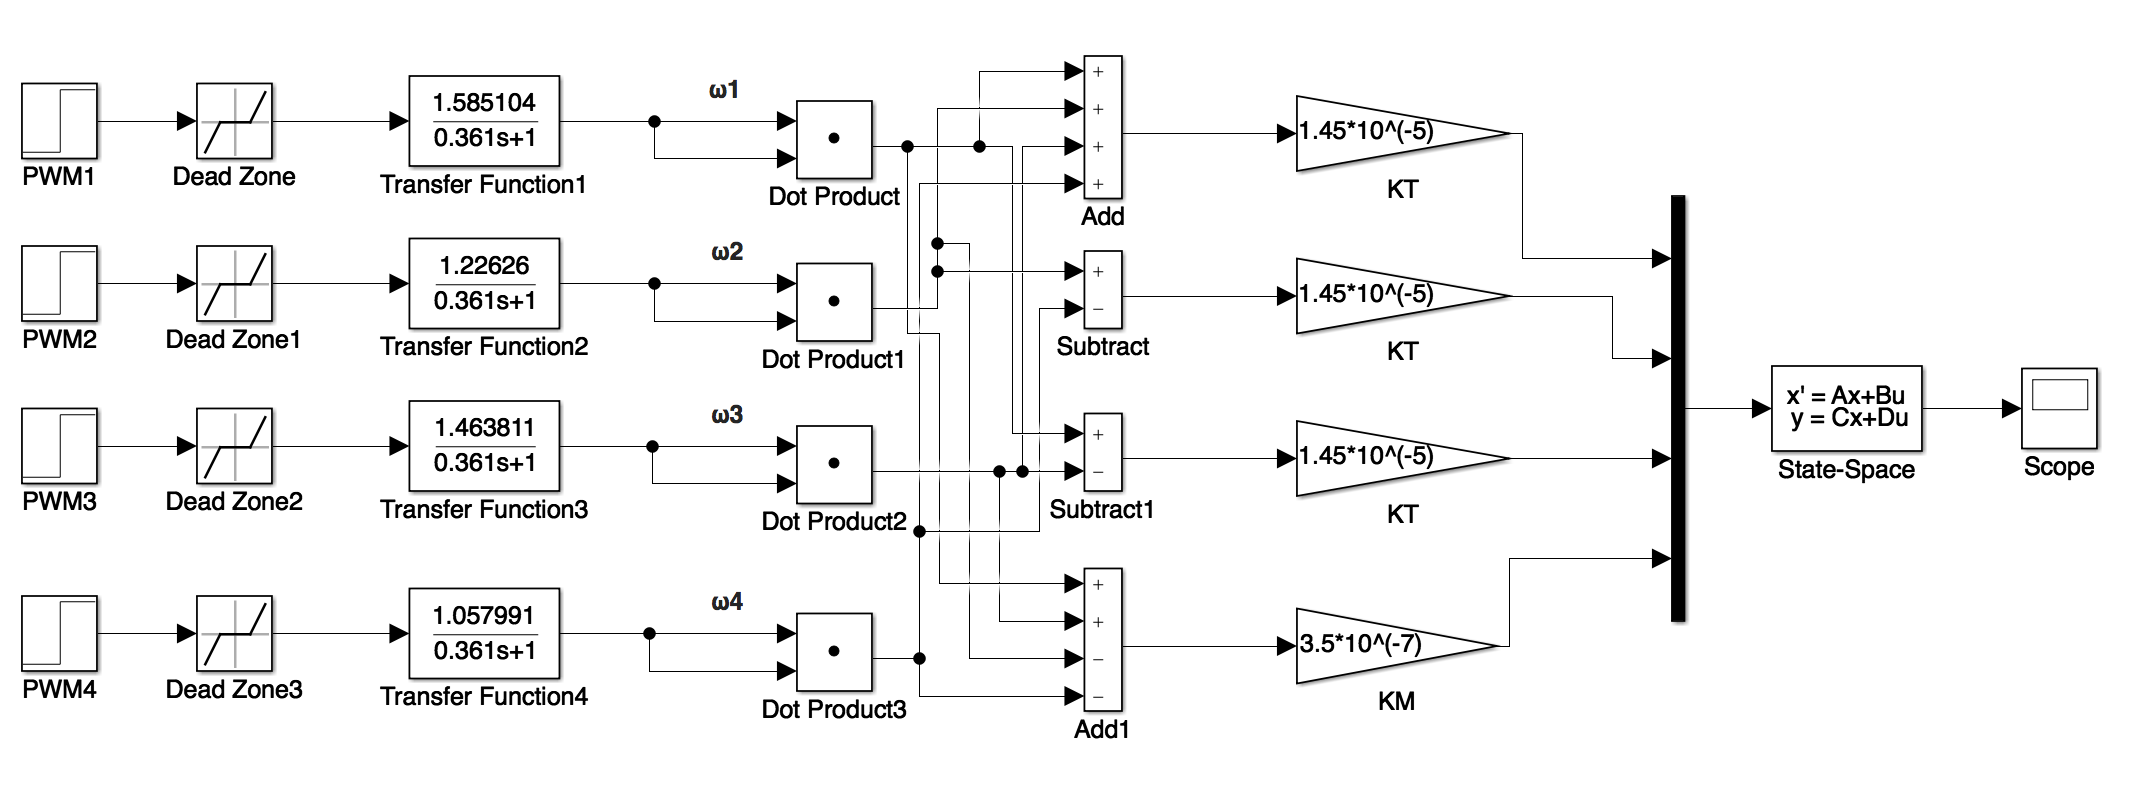 ω1
1.585104
0.361s+1
PWM1
Dead Zone
Transfer Function1
Dot Product
+
+
+
+
Add
1.45*10^(-5)
KT
ω2
1.22626
0.361s+1
PWM2
Dead Zone1
Transfer Function2
Dot Product1
+
−
Subtract
1.45*10^(-5)
KT
ω3
1.463811
0.361s+1
PWM3
Dead Zone2
Transfer Function3
Dot Product2
+
−
Subtract1
1.45*10^(-5)
KT
ω4
1.057991
0.361s+1
PWM4
Dead Zone3
Transfer Function4
Dot Product3
+
+
−
−
Add1
3.5*10^(-7)
KM
x' = Ax+Bu
y = Cx+Du
State-Space
Scope